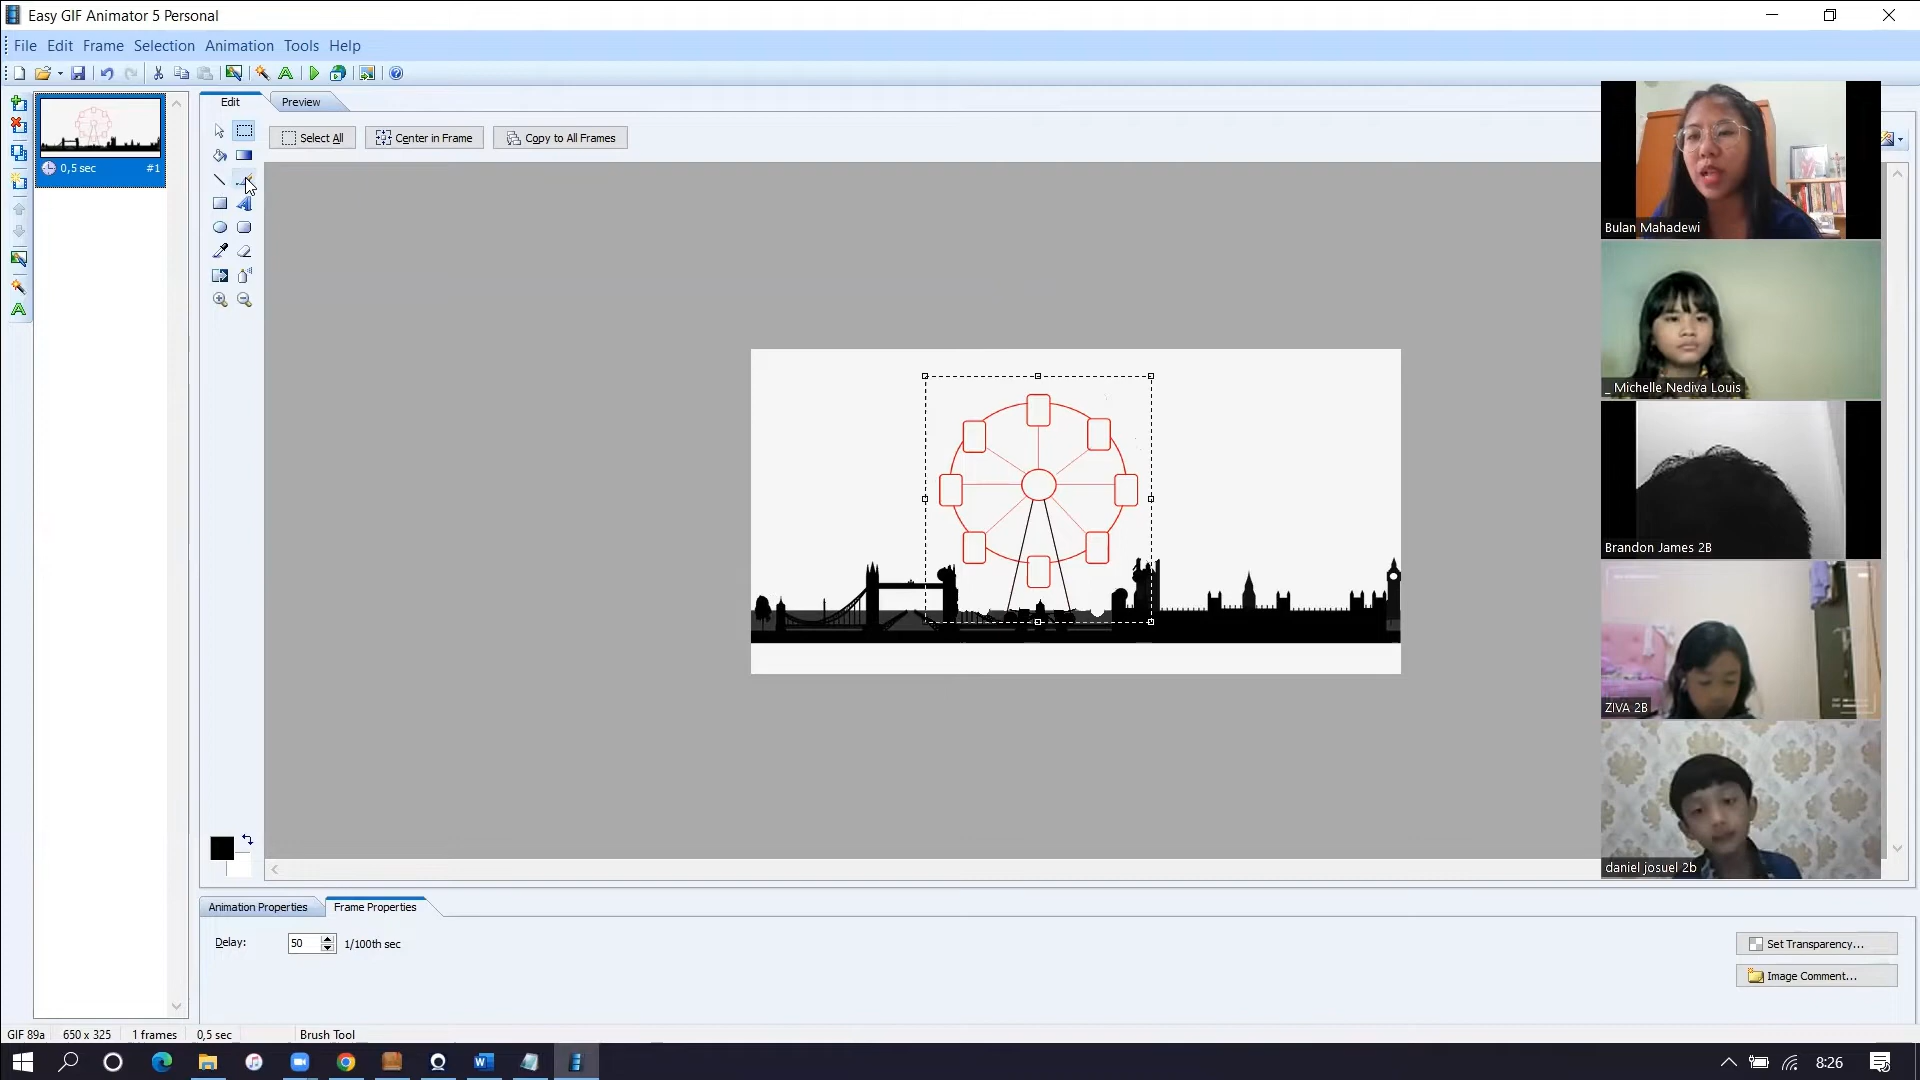 Easy GIF Animator 5 Personal
File Edit Frame Selection Animation Tools Help
Edit Preview
Select All Center in Frame Copy to All Frames
0,5 sec #1
Bulan Mahadewi
_ Michelle Nediva Louis
Brandon James 2B
ZIVA 2B
daniel josuel 2b
Animation Properties Frame Properties
Delay: 50 1/100th sec
Set Transparency...
Image Comment...
GIF 89a 650 x 325 1 frames 0,5 sec Brush Tool
8:26